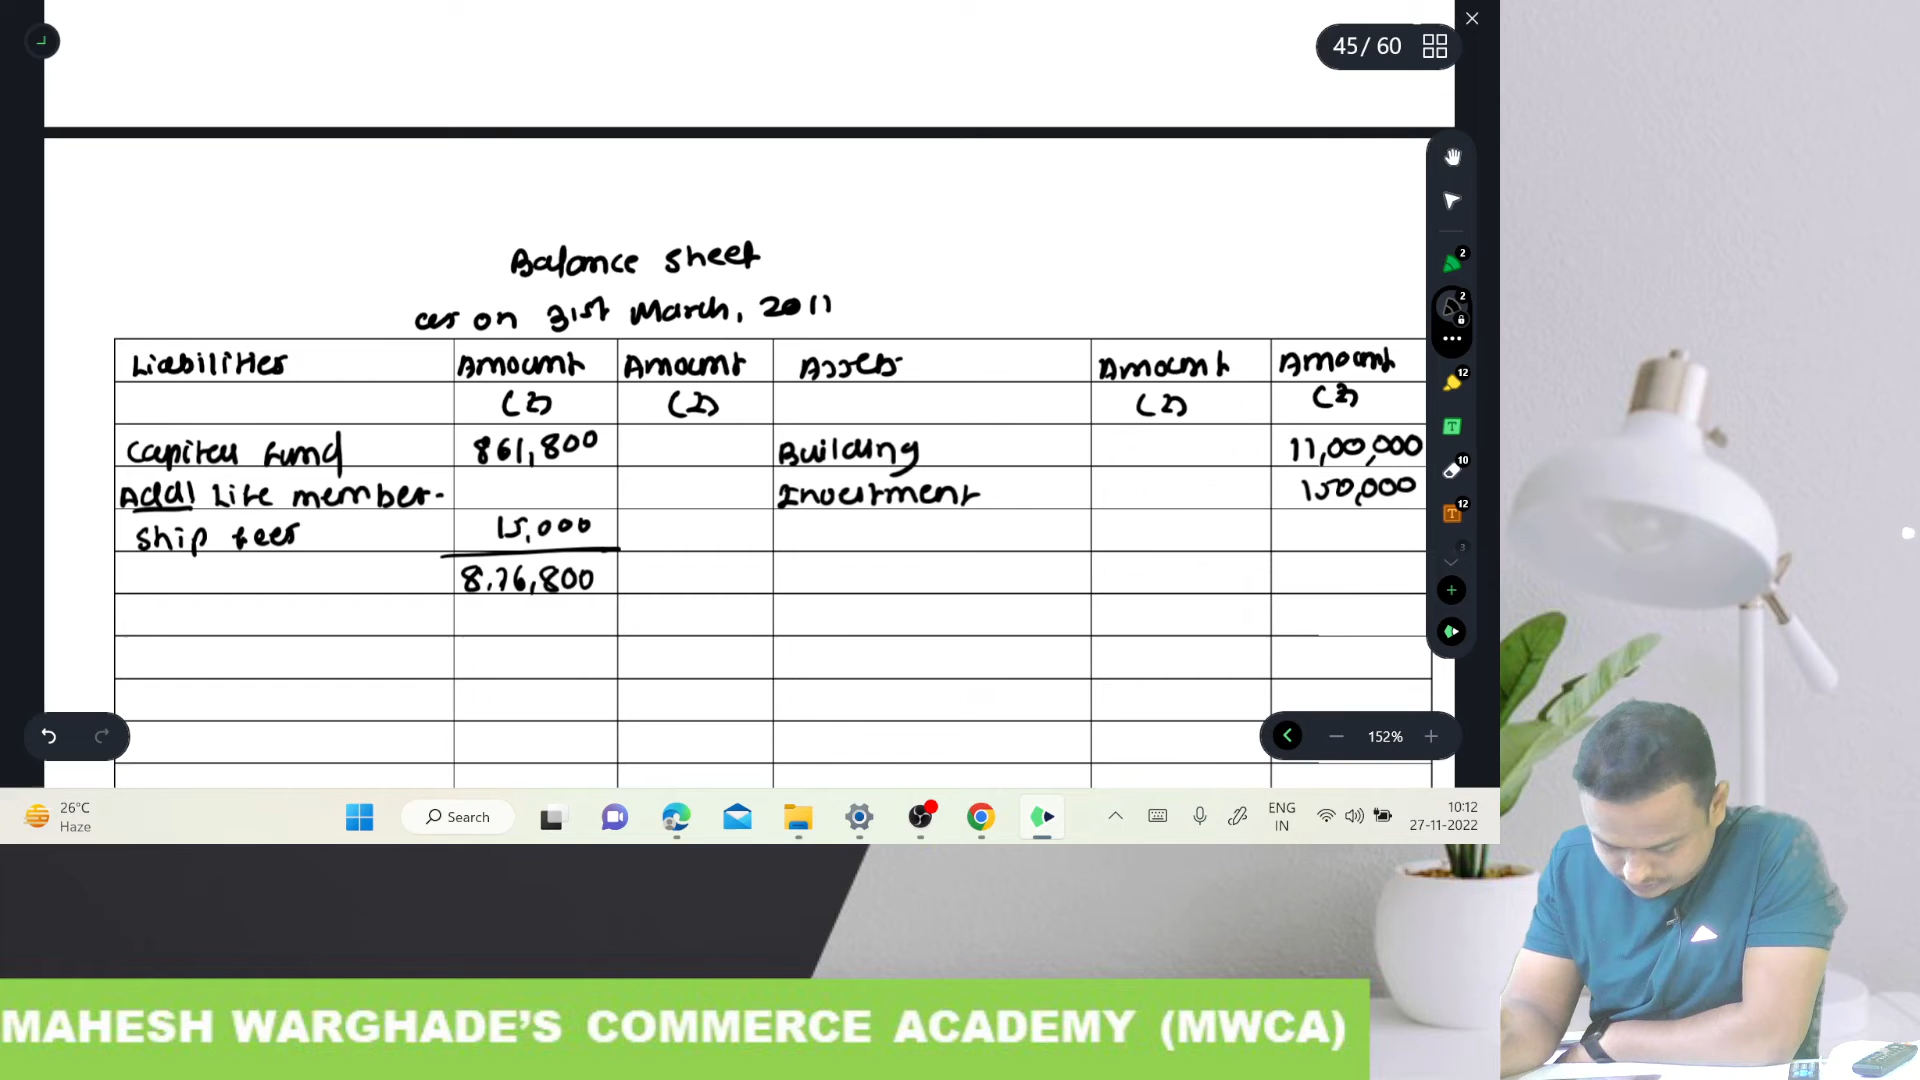 45/ 60
Balance sheet
as on 31st March, 2011
Liabilities Amount Amount Assets Amount Amount
(₹) (₹) (₹) (₹)
Capital Fund 861,800 Building 11,00,000
Add! Life member- Investment 150,000
ship fees 15,000
8,76,800
152%
26°C
Haze
Search
ENG
IN
10:12
27-11-2022
MAHESH WARGHADE'S COMMERCE ACADEMY (MWCA)